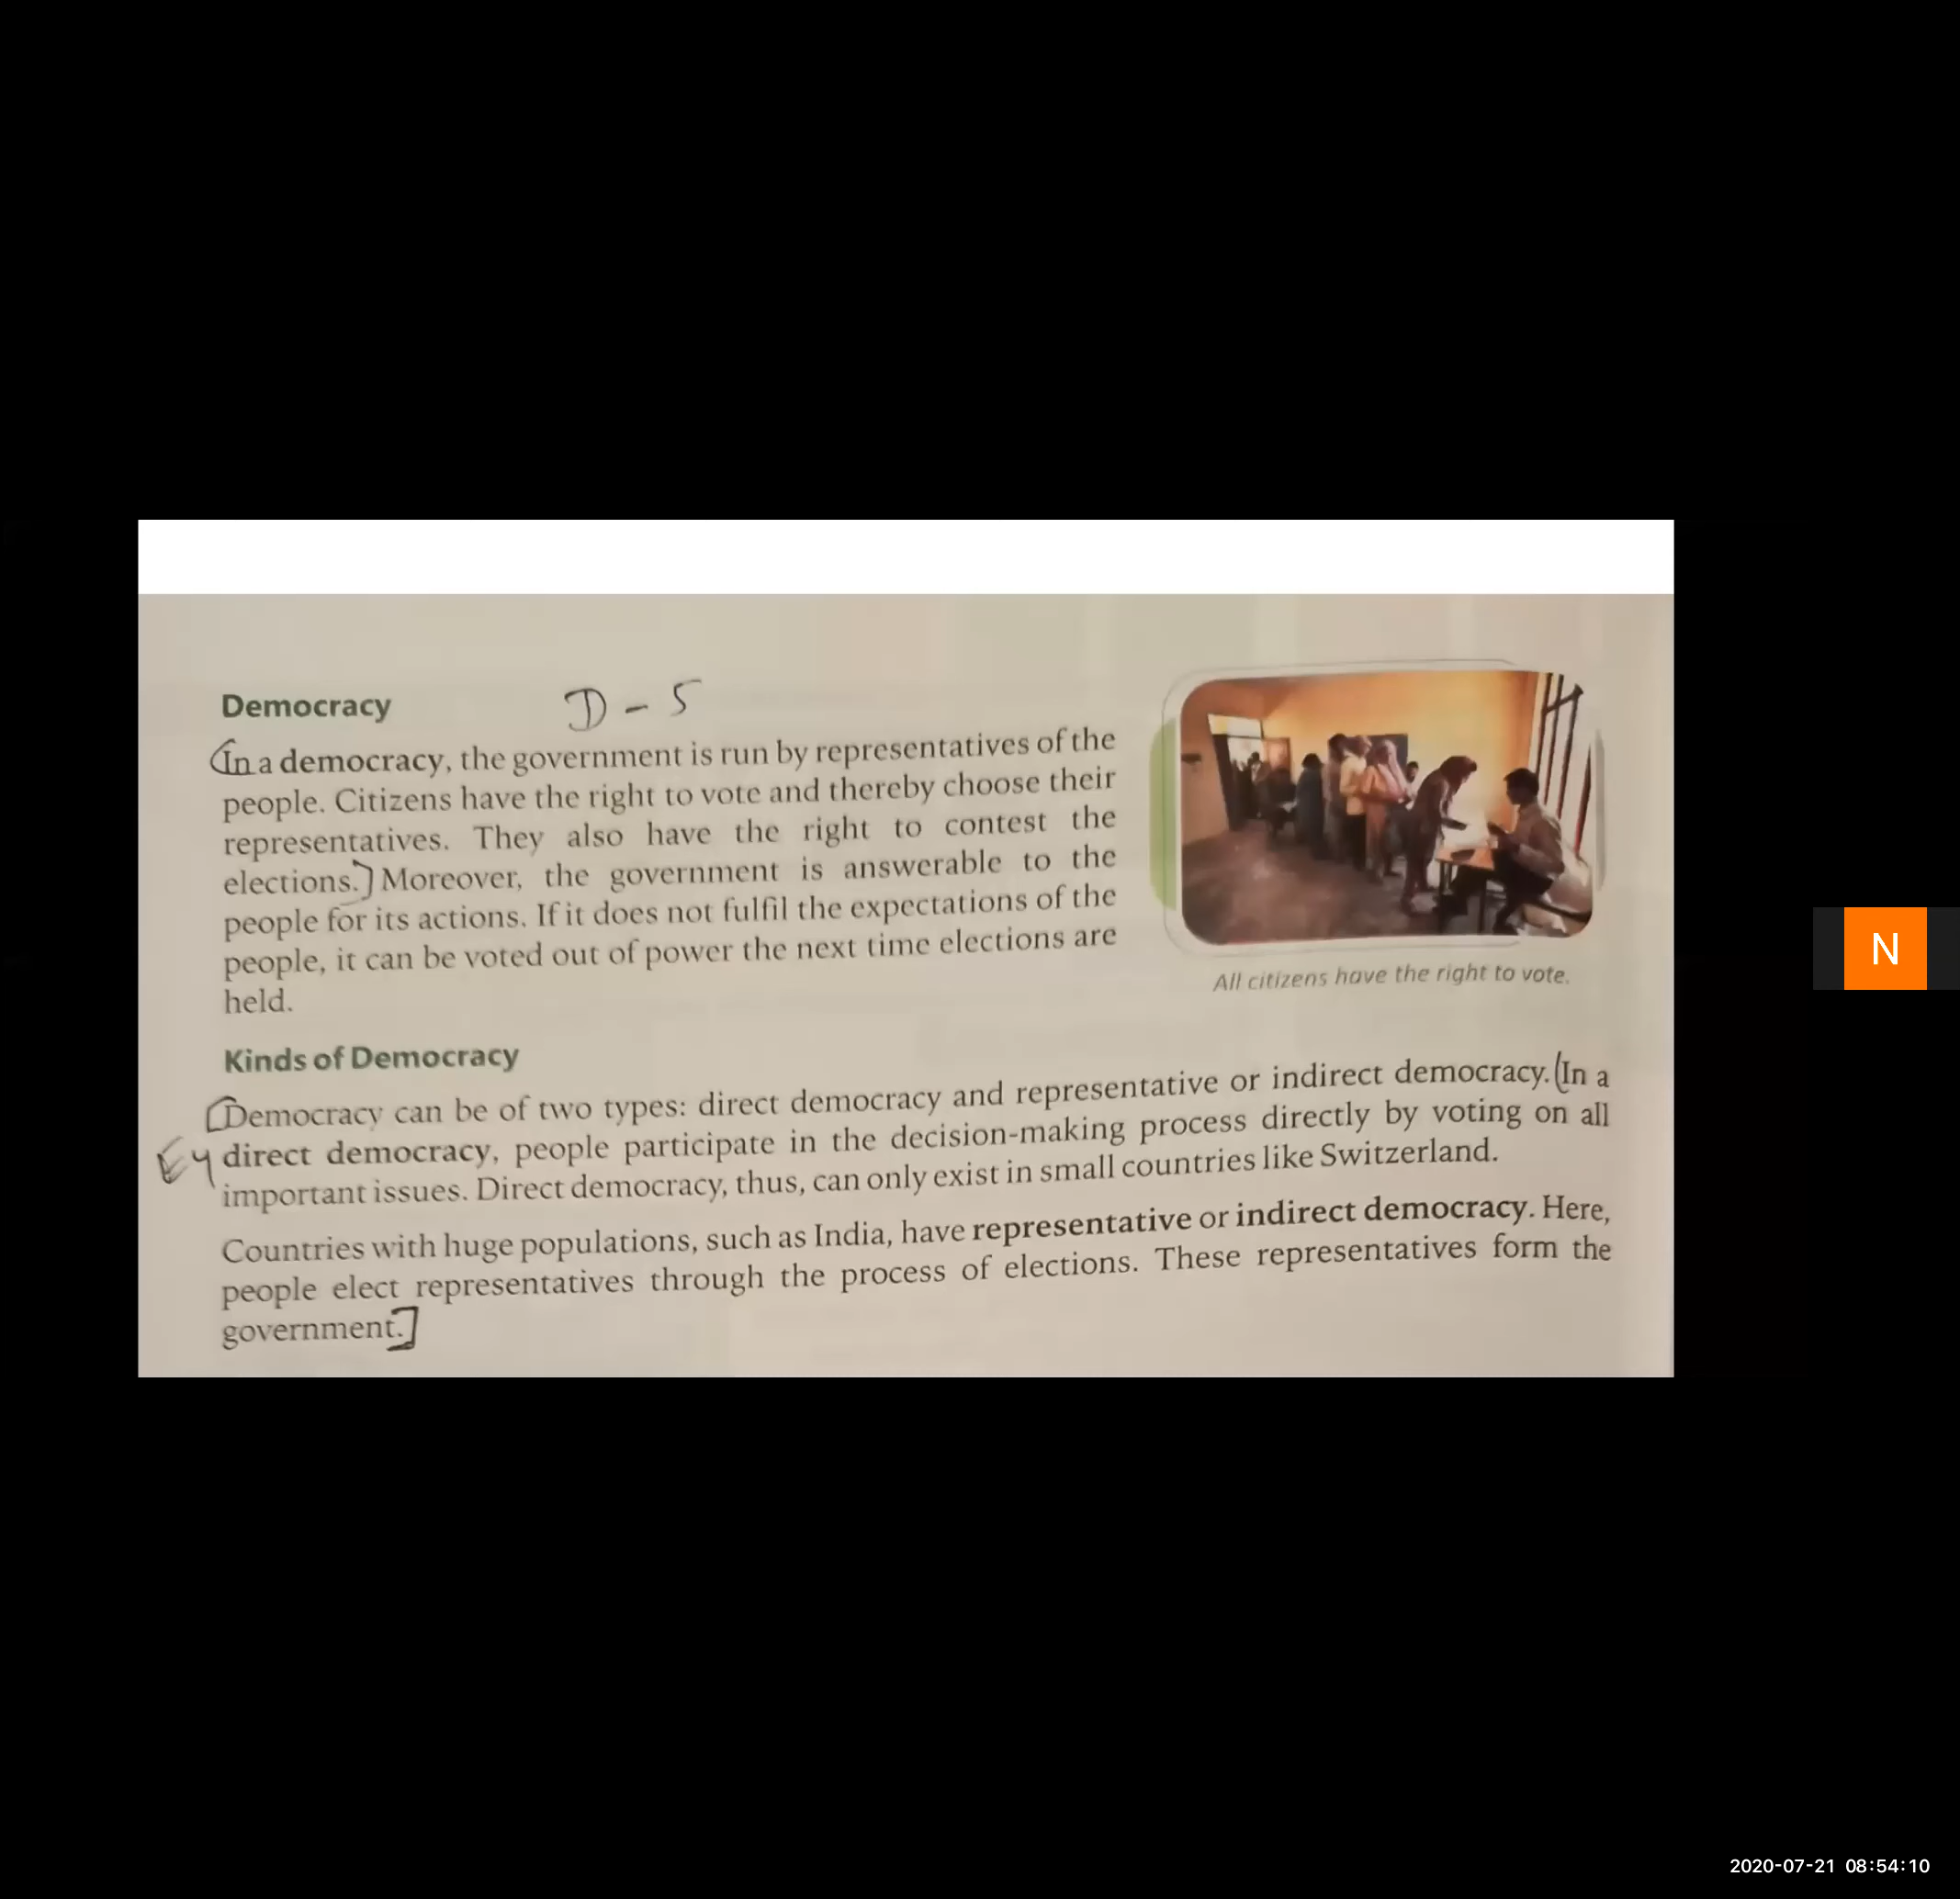 Democracy
D - 5
In a democracy, the government is run by representatives of the
people. Citizens have the right to vote and thereby choose their
representatives. They also have the right to contest the
elections.] Moreover, the government is answerable to the
people for its actions. If it does not fulfil the expectations of the
people, it can be voted out of power the next time elections are
held.
All citizens have the right to vote.
Kinds of Democracy
[Democracy can be of two types: direct democracy and representative or indirect democracy. (In a
E4 direct democracy, people participate in the decision-making process directly by voting on all
important issues. Direct democracy, thus, can only exist in small countries like Switzerland.
Countries with huge populations, such as India, have representative or indirect democracy. Here,
people elect representatives through the process of elections. These representatives form the
government.]
N
2020-07-21 08:54:10